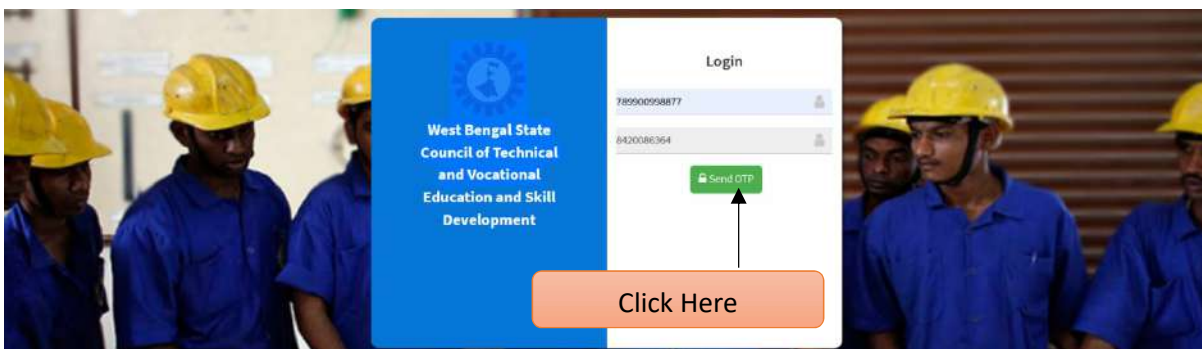 West Bengal State
Council of Technical
and Vocational
Education and Skill
Development
Login
789900998877
8420086364
Send OTP
Click Here